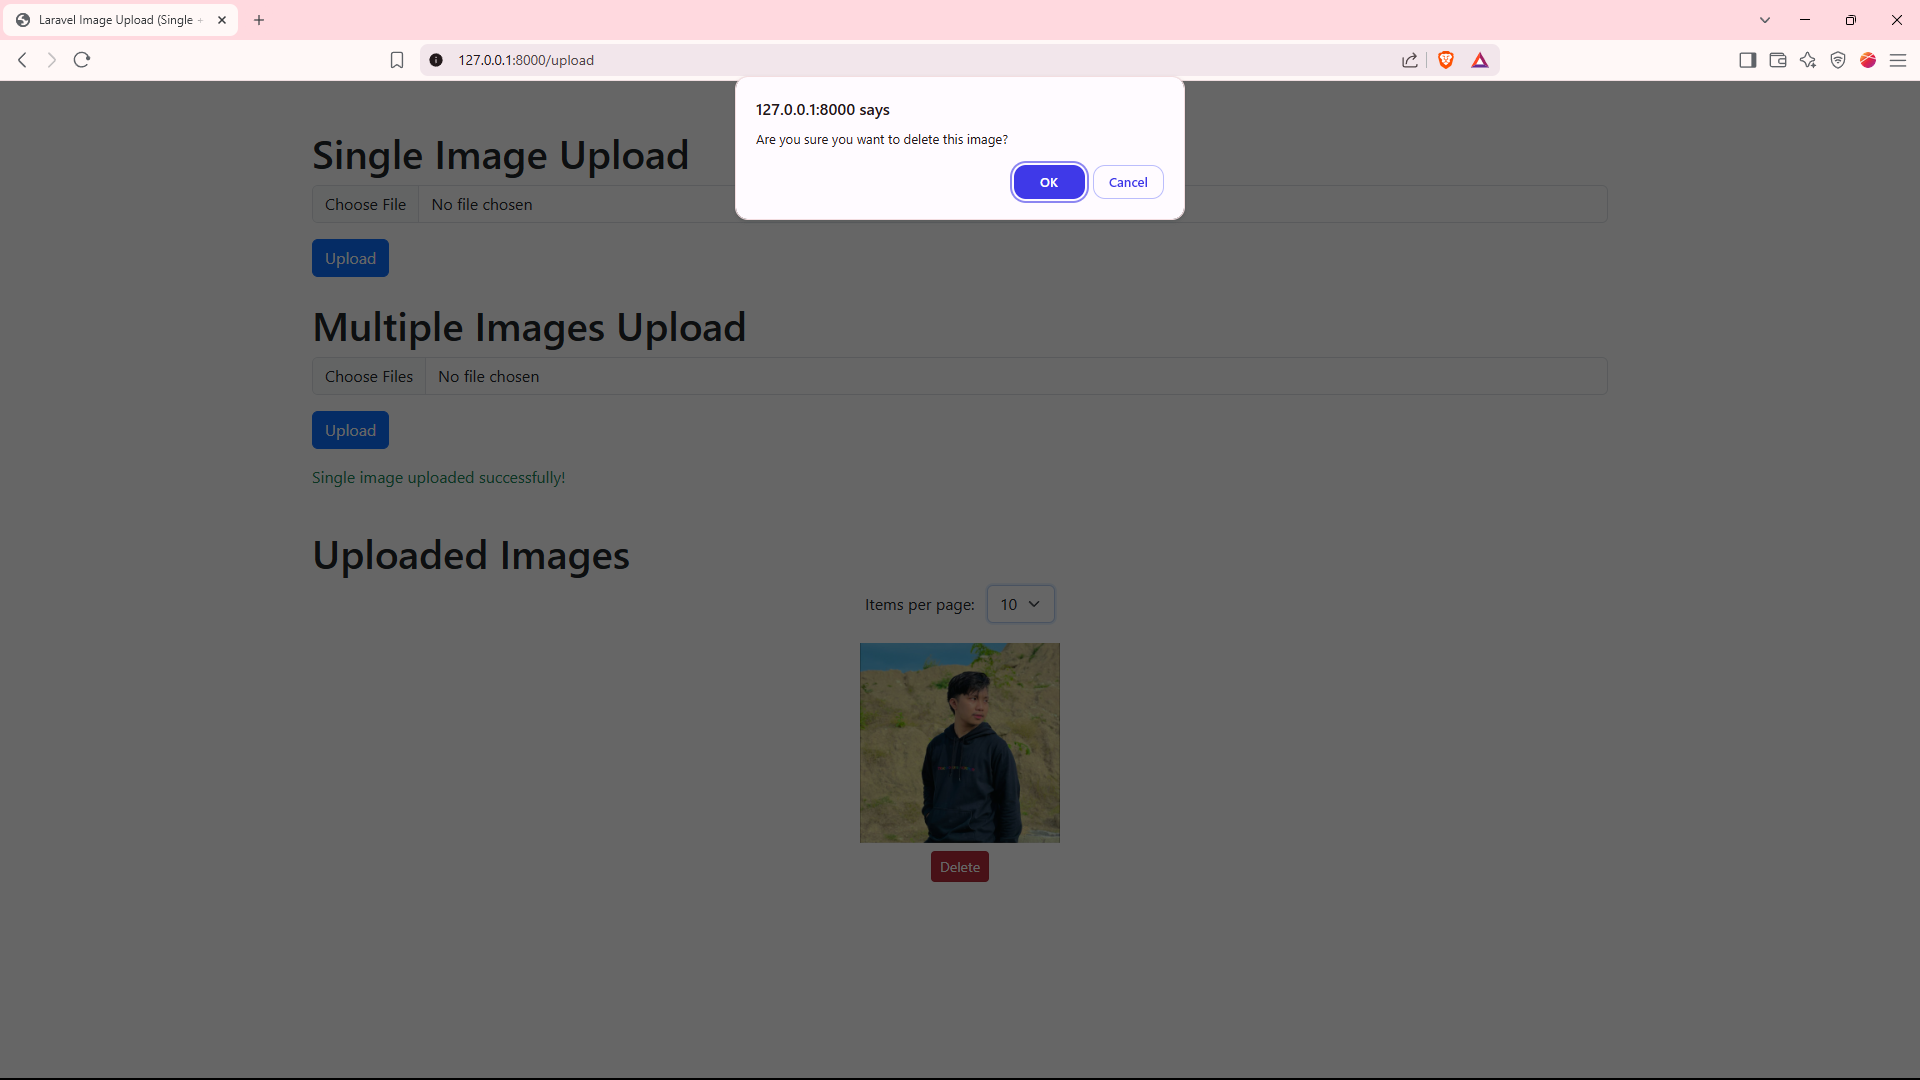 Laravel Image Upload (Single +
127.0.0.1:8000/upload
127.0.0.1:8000 says
Are you sure you want to delete this image?
OK
Cancel
Single Image Upload
Choose File
No file chosen
Upload
Multiple Images Upload
Choose Files
No file chosen
Upload
Single image uploaded successfully!
Uploaded Images
Items per page:
10
Delete